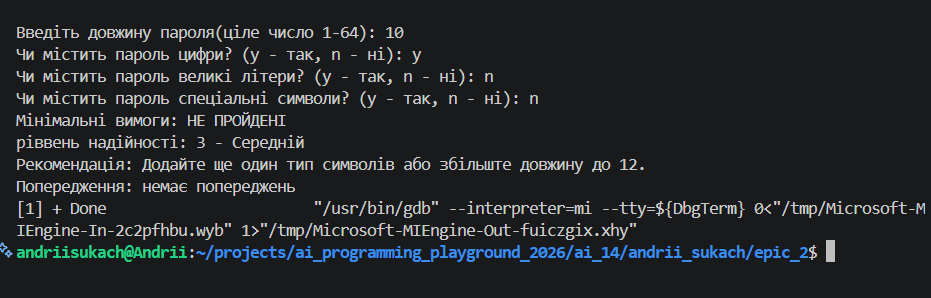 Введіть довжину пароля(ціле число 1-64): 10
Чи містить пароль цифри? (y - так, n - ні): y
Чи містить пароль великі літери? (y - так, n - ні): n
Чи містить пароль спеціальні символи? (y - так, n - ні): n
Мінімальні вимоги: НЕ ПРОЙДЕНІ
ріввень надійності: 3 - Середній
Рекомендація: Додайте ще один тип символів або збільште довжину до 12.
Попередження: немає попереджень
[1] + Done                       "/usr/bin/gdb" --interpreter=mi --tty=${DbgTerm} 0<"/tmp/Microsoft-M
IEngine-In-2c2pfhbu.wyb" 1>"/tmp/Microsoft-MIEngine-Out-fuiczgix.xhy"
andriisukach@Andrii:~/projects/ai_programming_playground_2026/ai_14/andrii_sukach/epic_2$